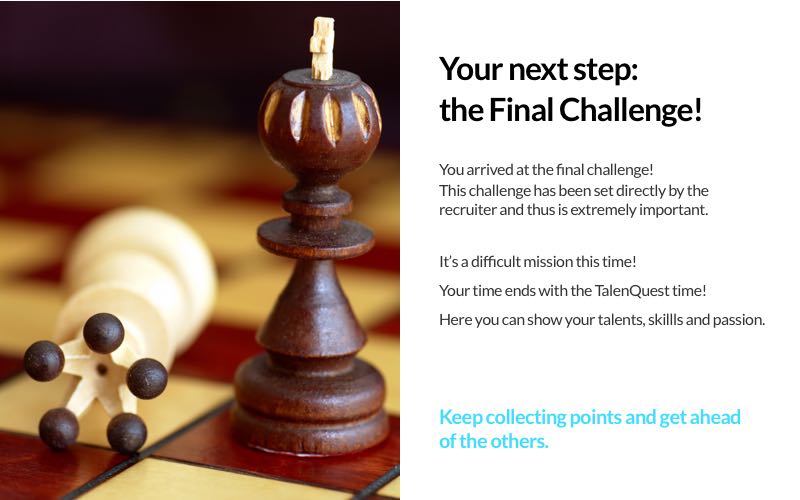 Your next step:
the Final Challenge!
You arrived at the final challenge!
This challenge has been set directly by the
recruiter and thus is extremely important.
It's a difficult mission this time!
Your time ends with the TalenQuest time!
Here you can show your talents, skillls and passion.
Keep collecting points and get ahead
of the others.